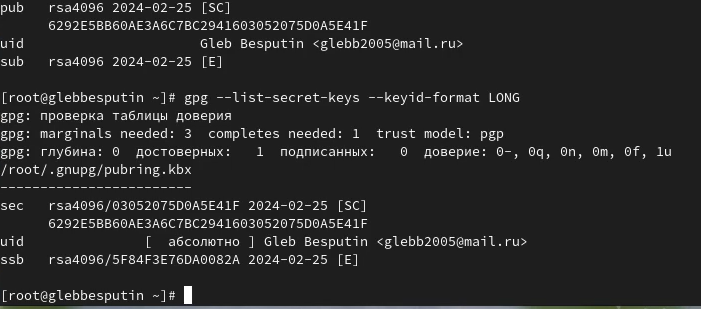 pub   rsa4096 2024-02-25 [SC]
      6292E5BB60AE3A6C7BC2941603052075D0A5E41F
uid                      Gleb Besputin <glebb2005@mail.ru>
sub   rsa4096 2024-02-25 [E]
[root@glebbesputin ~]# gpg --list-secret-keys --keyid-format LONG
gpg: проверка таблицы доверия
gpg: marginals needed: 3  completes needed: 1  trust model: pgp
gpg: глубина: 0  достоверных:   1  подписанных:   0  доверие: 0-, 0q, 0n, 0m, 0f, 1u
/root/.gnupg/pubring.kbx
------------------------
sec   rsa4096/03052075D0A5E41F 2024-02-25 [SC]
      6292E5BB60AE3A6C7BC2941603052075D0A5E41F
uid               [  абсолютно ] Gleb Besputin <glebb2005@mail.ru>
ssb   rsa4096/5F84F3E76DA0082A 2024-02-25 [E]
[root@glebbesputin ~]#